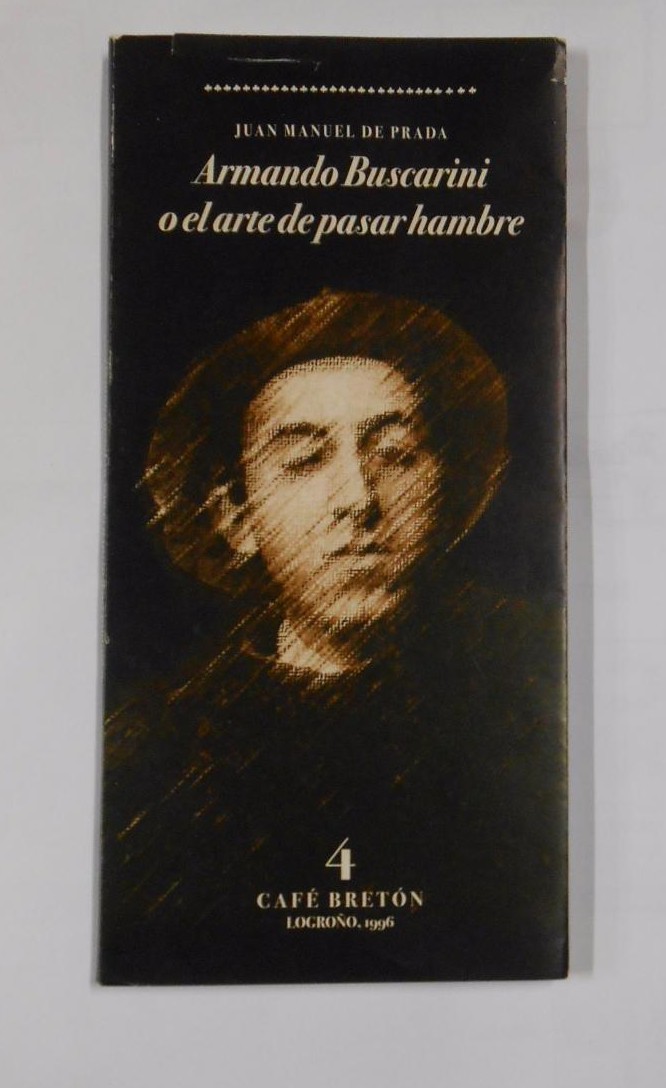 JUAN MANUEL DE PRADA
Armando Buscarini
o el arte de pasar hambre
4
CAFÉ BRETÓN
LOGROÑO, 1996